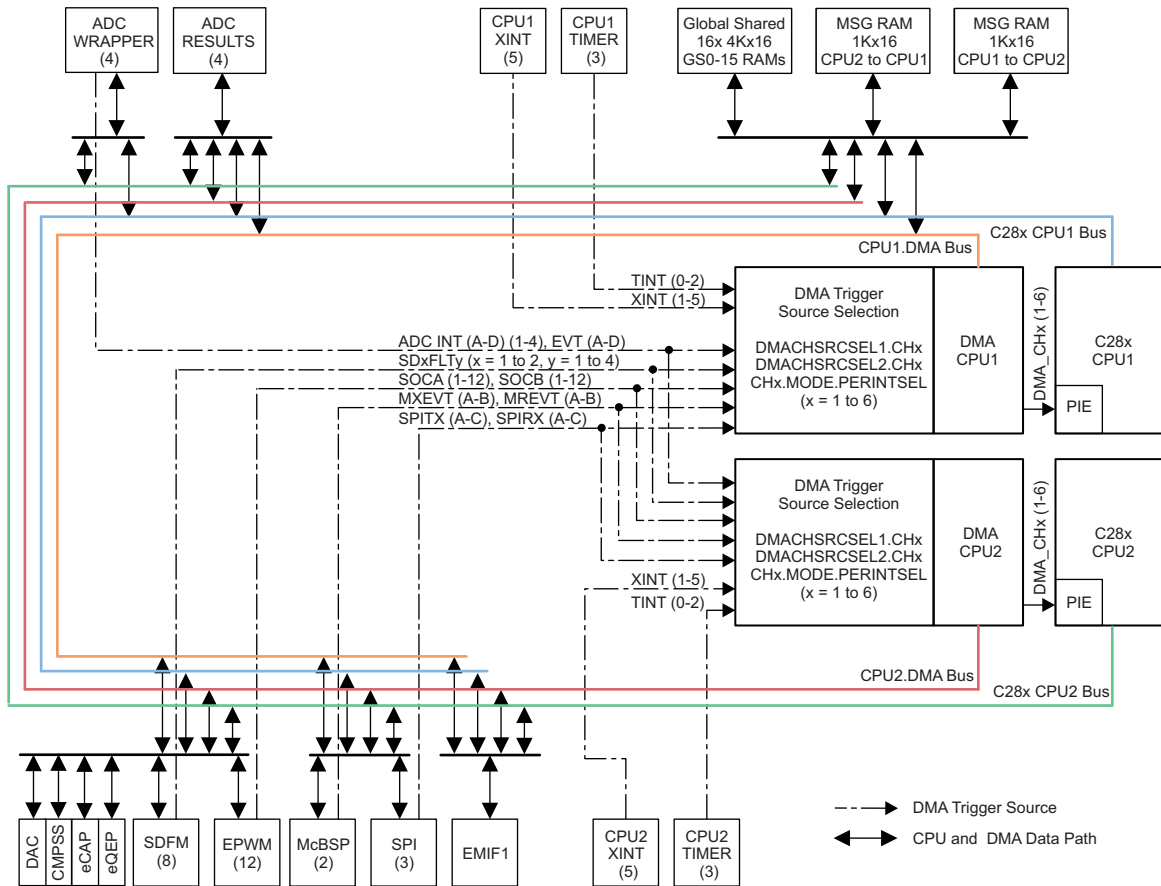 ADC
WRAPPER
(4)
ADC
RESULTS
(4)
CPU1
XINT
(5)
CPU1
TIMER
(3)
Global Shared
16x 4Kx16
GS0-15 RAMs
MSG RAM
1Kx16
CPU2 to CPU1
MSG RAM
1Kx16
CPU1 to CPU2
C28x CPU1 Bus
CPU1.DMA Bus
TINT (0-2)
XINT (1-5)
ADC INT (A-D) (1-4), EVT (A-D)
SDxFLTy (x = 1 to 2, y = 1 to 4)
SOCA (1-12), SOCB (1-12)
MXEVT (A-B), MREVT (A-B)
SPITX (A-C), SPIRX (A-C)
DMA Trigger
Source Selection
DMACHSRCSEL1.CHx
DMACHSRCSEL2.CHx
CHx.MODE.PERINTSEL
(x = 1 to 6)
DMA
CPU1
DMA_CHx (1-6)
C28x
CPU1
PIE
DMA Trigger
Source Selection
DMACHSRCSEL1.CHx
DMACHSRCSEL2.CHx
CHx.MODE.PERINTSEL
(x = 1 to 6)
DMA
CPU2
DMA_CHx (1-6)
C28x
CPU2
PIE
XINT (1-5)
TINT (0-2)
CPU2.DMA Bus
C28x CPU2 Bus
DAC
CMPSS
eCAP
eQEP
SDFM
(8)
EPWM
(12)
McBSP
(2)
SPI
(3)
EMIF1
CPU2
XINT
(5)
CPU2
TIMER
(3)
DMA Trigger Source
CPU and DMA Data Path